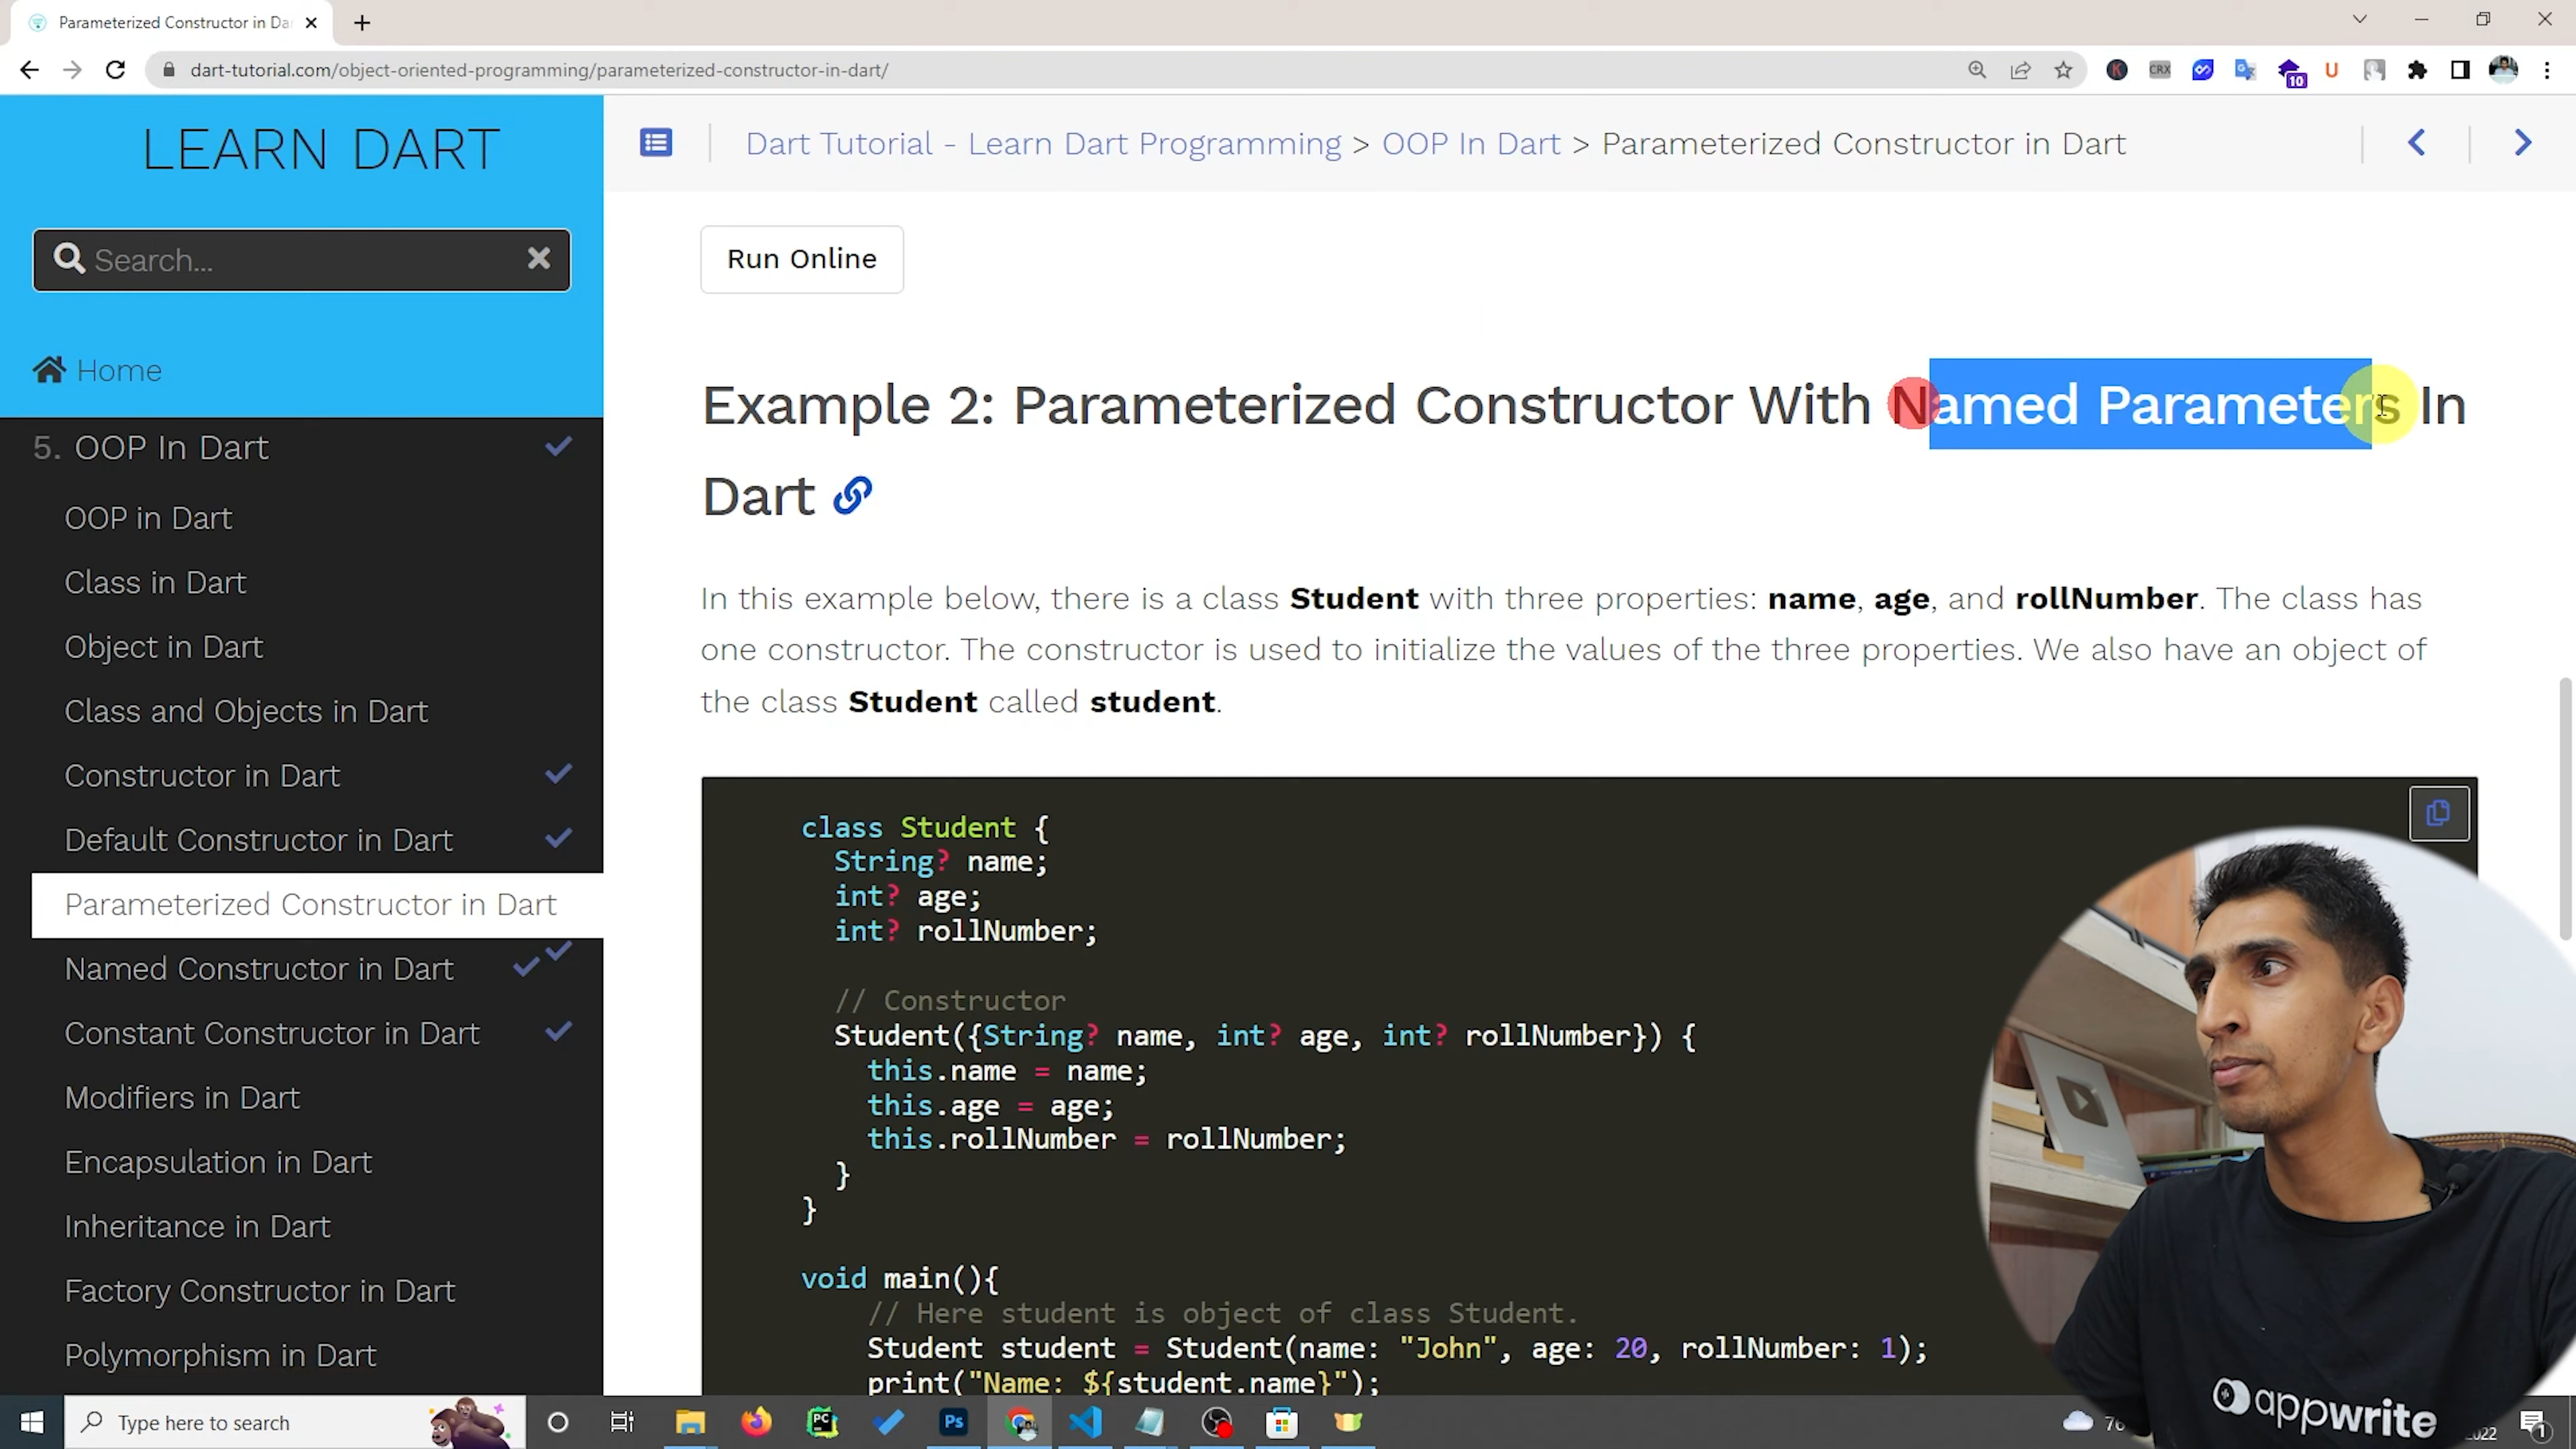 Parameterized Constructor in Da
dart-tutorial.com/object-oriented-programming/parameterized-constructor-in-dart/
CRX
U
10
LEARN DART
Search...
Home
5. OOP In Dart
OOP in Dart
Class in Dart
Object in Dart
Class and Objects in Dart
Constructor in Dart
Default Constructor in Dart
Parameterized Constructor in Dart
Named Constructor in Dart
Constant Constructor in Dart
Modifiers in Dart
Encapsulation in Dart
Inheritance in Dart
Factory Constructor in Dart
Polymorphism in Dart
Dart Tutorial - Learn Dart Programming > OOP In Dart > Parameterized Constructor in Dart
Run Online
Example 2: Parameterized Constructor With Named Parameters In
Dart
In this example below, there is a class Student with three properties: name, age, and rollNumber. The class has
one constructor. The constructor is used to initialize the values of the three properties. We also have an object of
the class Student called student.
class Student {
String? name;
int? age;
int? rollNumber;
// Constructor
Student({String? name, int? age, int? rollNumber}) {
this.name = name;
this.age = age;
this.rollNumber = rollNumber;
}
}
void main(){
// Here student is object of class Student.
Student student = Student(name: "John", age: 20, rollNumber: 1);
print("Name: ${student.name}");
appwrite
Type here to search
PC
Ps
76
2022
1